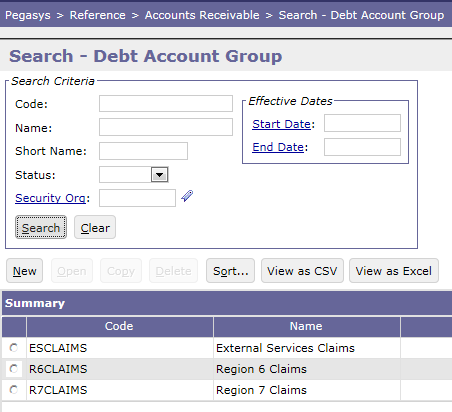 Pegasys > Reference > Accounts Receivable > Search - Debt Account Group
Search - Debt Account Group
Search Criteria
Code:
Name:
Short Name:
Status:
Security Org:
Effective Dates
Start Date:
End Date:
Search Clear
New Open Copy Delete Sort... View as CSV View as Excel
Summary
Code Name
ESCLAIMS External Services Claims
R6CLAIMS Region 6 Claims
R7CLAIMS Region 7 Claims